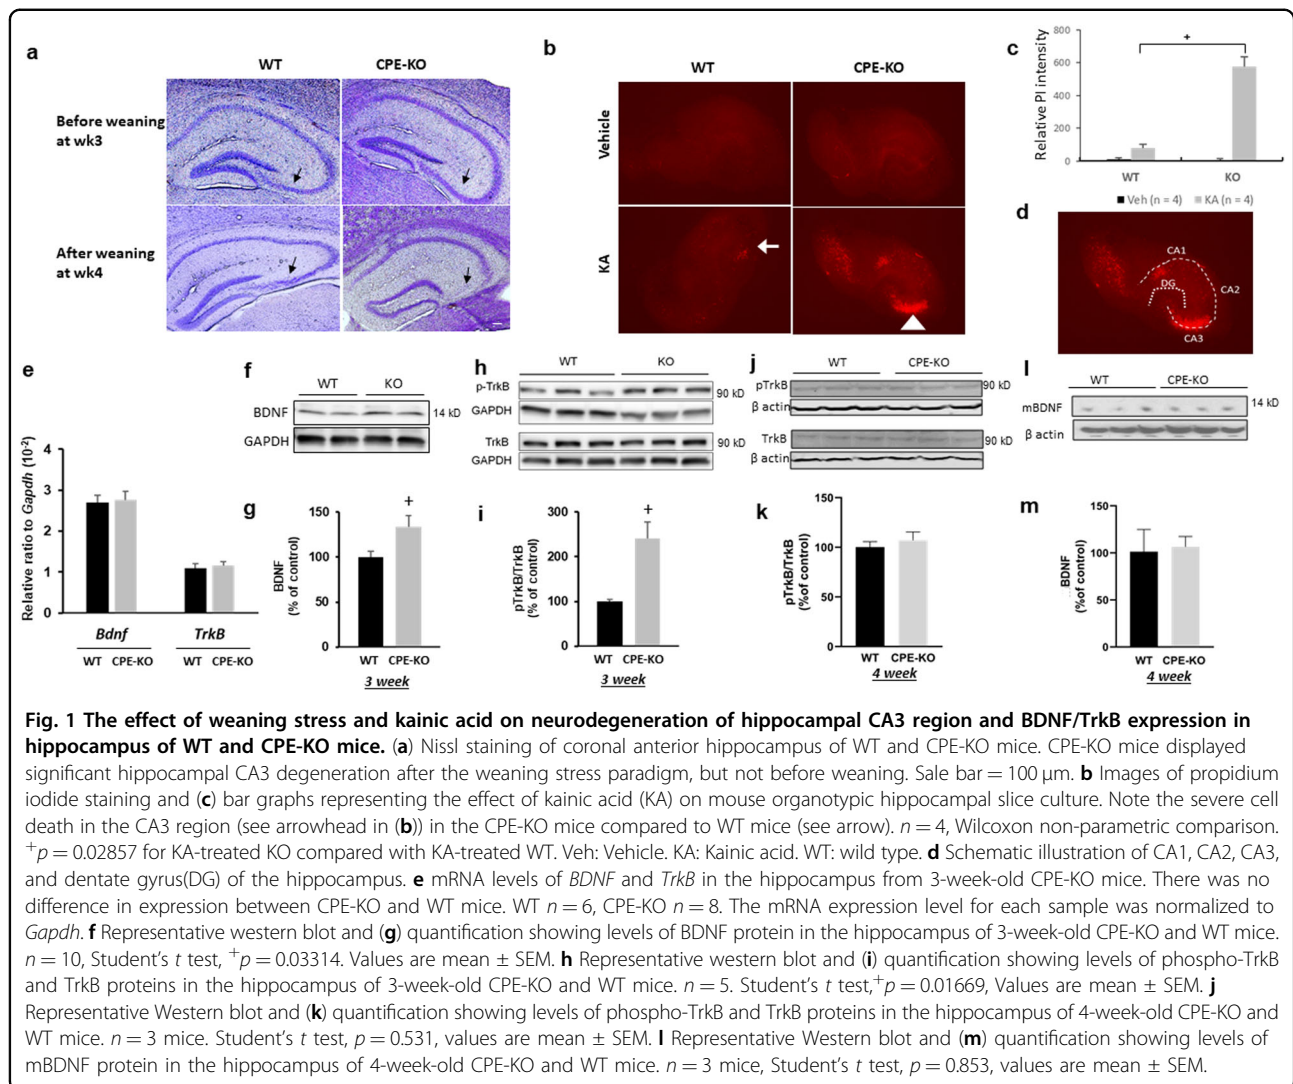 a
WT
CPE-KO
Before weaning
at wk3
After weaning
at wk4
b
WT
CPE-KO
Vehicle
KA
c
Relative PI intensity
800
600
400
200
0
WT
KO
+
Veh (n = 4)
KA (n = 4)
d
CA1
DG
CA2
CA3
e
Relative ratio to Gapdh (10-2)
4
3
2
1
0
Bdnf
TrkB
WT CPE-KO WT CPE-KO
f
WT
KO
BDNF
14 kD
GAPDH
g
BDNF
(% of control)
150
100
50
0
+
WT CPE-KO
3 week
h
WT
KO
p-TrkB
90 kD
GAPDH
TrkB
90 kD
GAPDH
i
pTrkB/TrkB
(% of control)
300
200
100
0
+
WT CPE-KO
3 week
j
WT
CPE-KO
pTrkB
90 kD
β actin
TrkB
90 kD
β actin
k
pTrkB/TrkB
(%of control)
150
100
50
0
WT CPE-KO
4 week
l
WT
CPE-KO
mBDNF
14 kD
β actin
m
BDNF
(%of control)
150
100
50
0
WT CPE-KO
4 week
Fig. 1 The effect of weaning stress and kainic acid on neurodegeneration of hippocampal CA3 region and BDNF/TrkB expression in
hippocampus of WT and CPE-KO mice. (a) Nissl staining of coronal anterior hippocampus of WT and CPE-KO mice. CPE-KO mice displayed
significant hippocampal CA3 degeneration after the weaning stress paradigm, but not before weaning. Sale bar = 100 μm. b Images of propidium
iodide staining and (c) bar graphs representing the effect of kainic acid (KA) on mouse organotypic hippocampal slice culture. Note the severe cell
death in the CA3 region (see arrowhead in (b)) in the CPE-KO mice compared to WT mice (see arrow). n = 4, Wilcoxon non-parametric comparison.
+p = 0.02857 for KA-treated KO compared with KA-treated WT. Veh: Vehicle. KA: Kainic acid. WT: wild type. d Schematic illustration of CA1, CA2, CA3,
and dentate gyrus(DG) of the hippocampus. e mRNA levels of BDNF and TrkB in the hippocampus from 3-week-old CPE-KO mice. There was no
difference in expression between CPE-KO and WT mice. WT n = 6, CPE-KO n = 8. The mRNA expression level for each sample was normalized to
Gapdh. f Representative western blot and (g) quantification showing levels of BDNF protein in the hippocampus of 3-week-old CPE-KO and WT mice.
n = 10, Student's t test, +p = 0.03314. Values are mean ± SEM. h Representative western blot and (i) quantification showing levels of phospho-TrkB
and TrkB proteins in the hippocampus of 3-week-old CPE-KO and WT mice. n = 5. Student's t test,+p = 0.01669, Values are mean ± SEM. j
Representative Western blot and (k) quantification showing levels of phospho-TrkB and TrkB proteins in the hippocampus of 4-week-old CPE-KO and
WT mice. n = 3 mice. Student's t test, p = 0.531, values are mean ± SEM. l Representative Western blot and (m) quantification showing levels of
mBDNF protein in the hippocampus of 4-week-old CPE-KO and WT mice. n = 3 mice, Student's t test, p = 0.853, values are mean ± SEM.